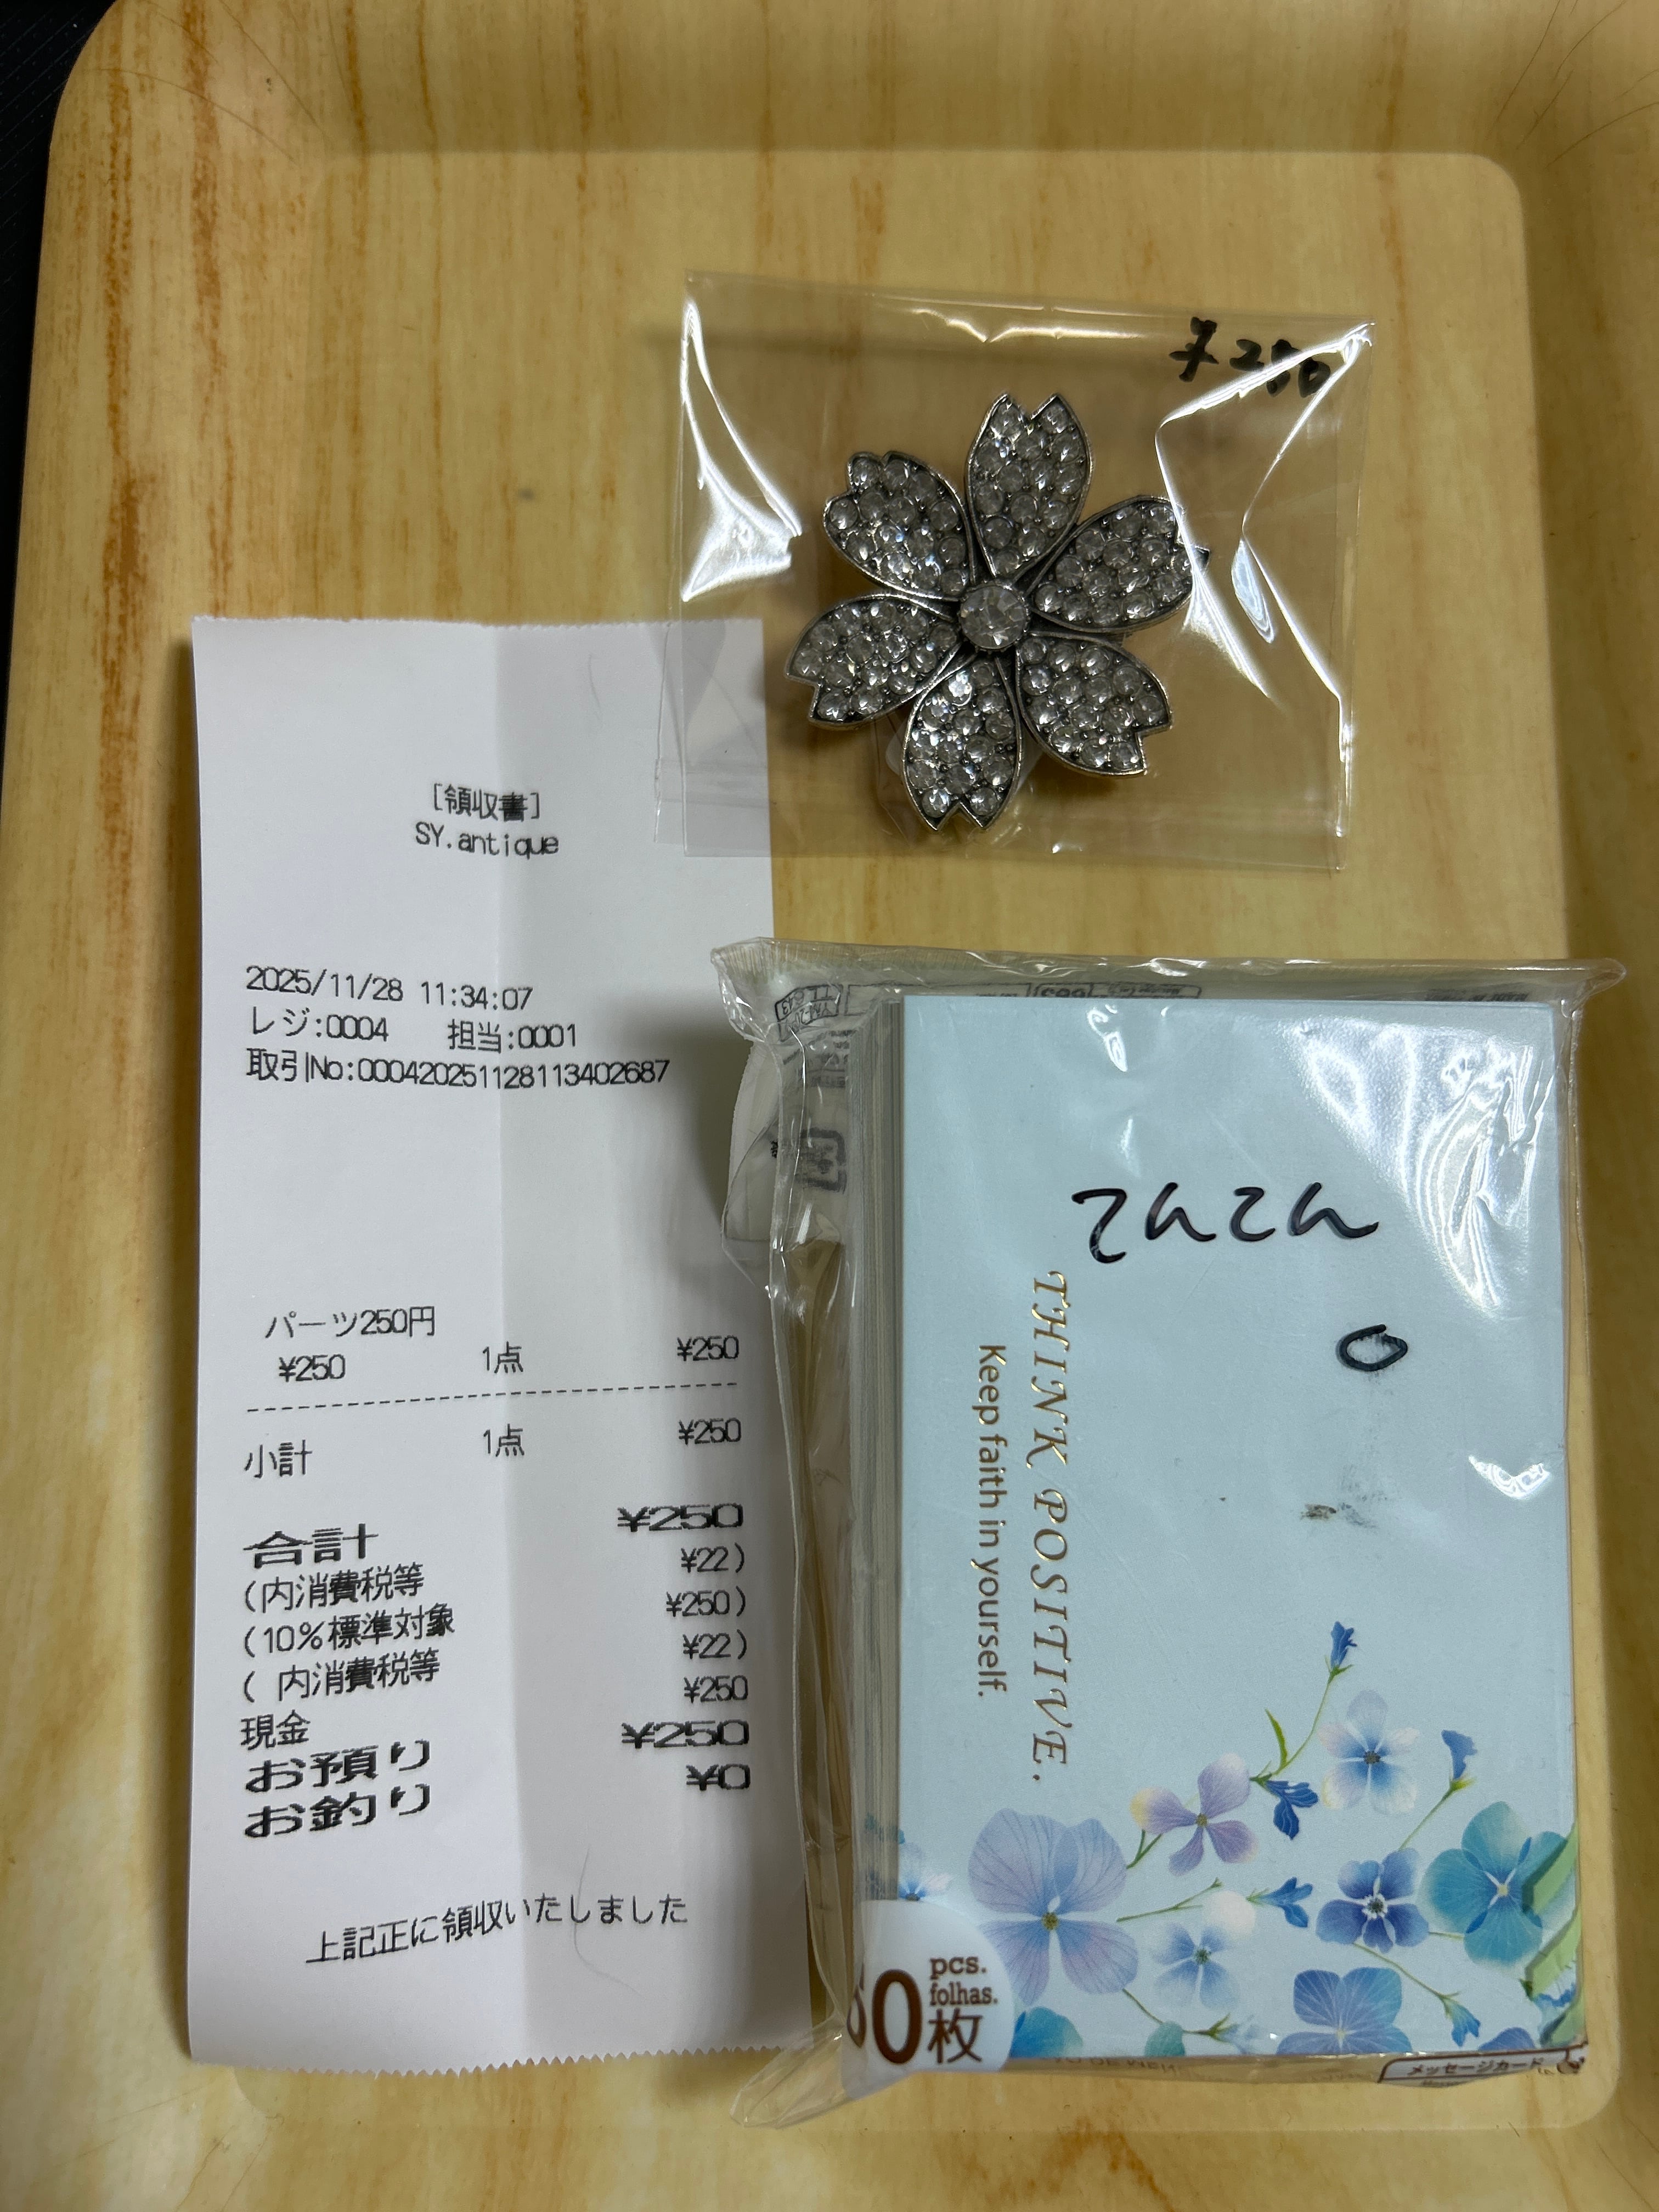 ¥250
[領収書]
SY.antique
2025/11/28 11:34:07
レジ:0004 担当:0001
取引No:000420251128113402687
パーツ250円
¥250 1点 ¥250
小計 1点 ¥250
合計 ¥250
(内消費税等 ¥22)
(10%標準対象 ¥250)
( 内消費税等 ¥22)
現金 ¥250
お預り ¥250
お釣り ¥0
上記正に領収いたしました
てんてん
THINK POSITIVE.
Keep faith in yourself.
pcs.
folhas.
0枚
メッセージカード